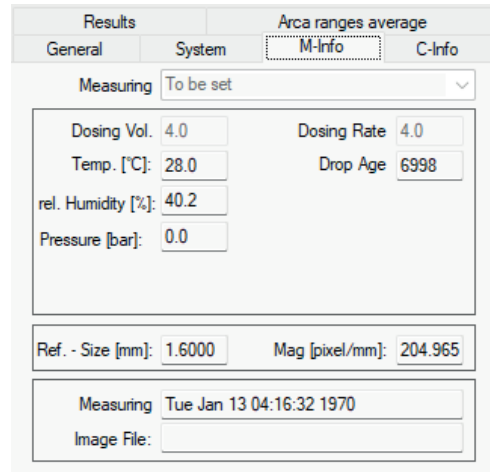 Results Arca ranges average
General System M-Info C-Info
Measuring To be set
Dosing Vol. 4.0 Dosing Rate 4.0
Temp. [°C]: 28.0 Drop Age 6998
rel. Humidity [%]: 40.2
Pressure [bar]: 0.0
Ref. - Size [mm]: 1.6000 Mag [pixel/mm]: 204.965
Measuring Tue Jan 13 04:16:32 1970
Image File: